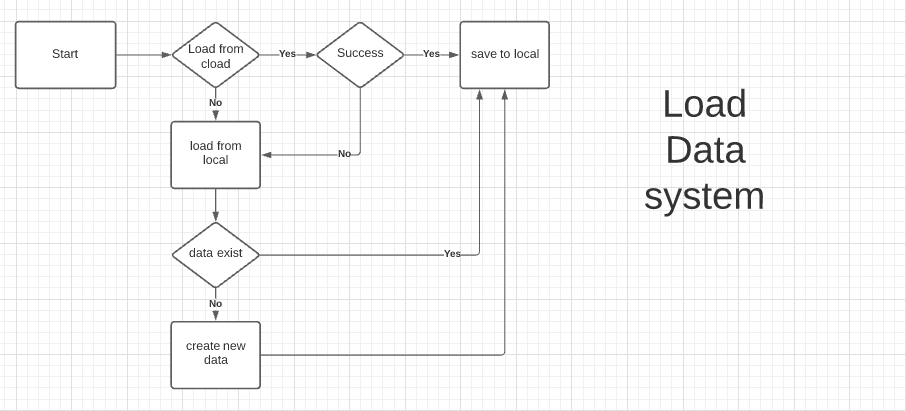 Start
Load from
cload
Yes
Success
Yes
save to local
No
load from
local
No
data exist
Yes
No
create new
data
Load
Data
system